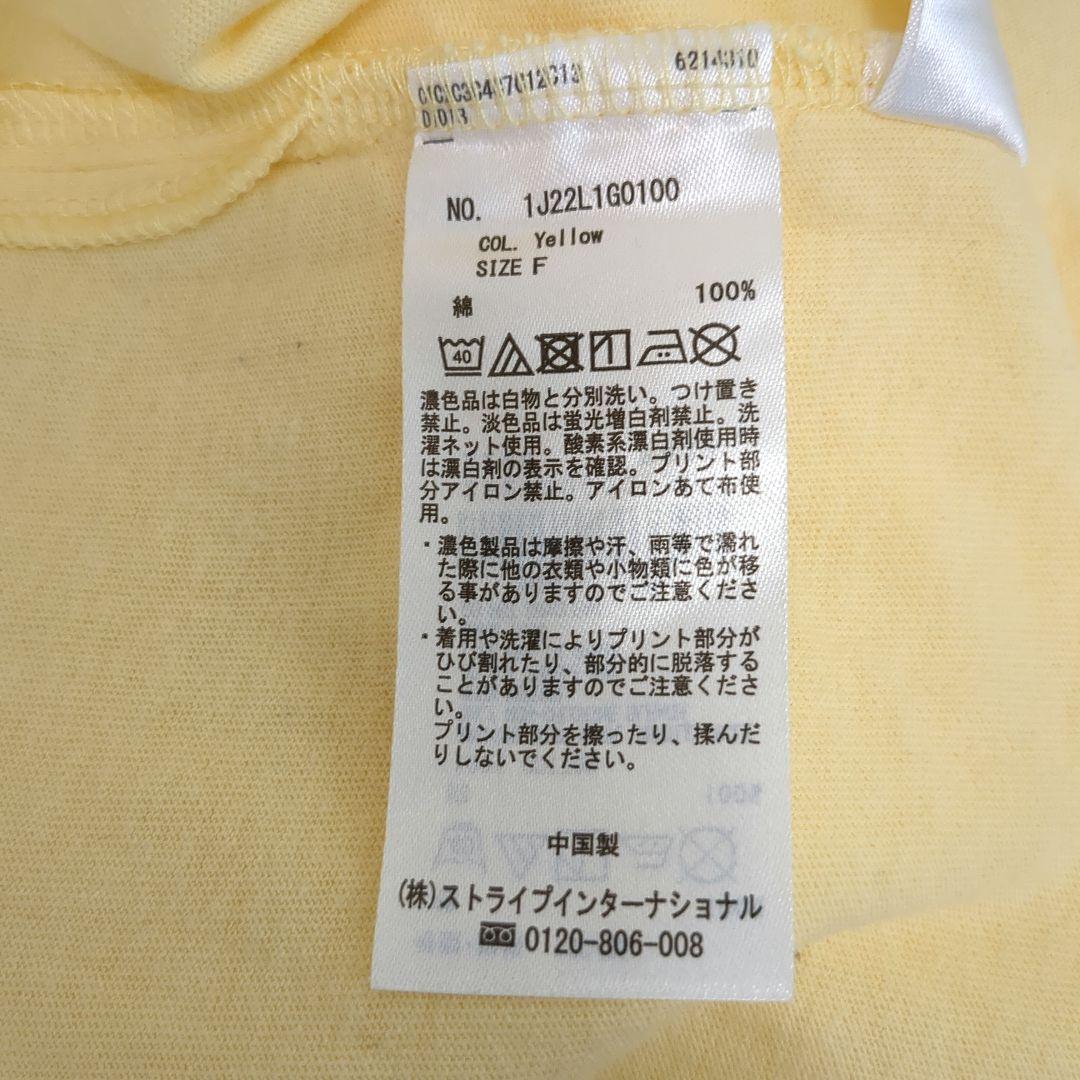 6214310
NO. 1J22L1G0100
COL. Yellow
SIZE F
綿 100%
40
濃色品は白物と分別洗い。つけ置き
禁止。淡色品は蛍光増白剤禁止。洗
濯ネット使用。酸素系漂白剤使用時
は漂白剤の表示を確認。プリント部
分アイロン禁止。アイロンあて布使
用。
・濃色製品は摩擦や汗、雨等で濡れ
た際に他の衣類や小物類に色が移
る事がありますのでご注意くださ
い。
・着用や洗濯によりプリント部分が
ひび割れたり、部分的に脱落する
ことがありますのでご注意くださ
い。
プリント部分を擦ったり、揉んだ
りしないでください。
中国製
(株)ストライプインターナショナル
0120-806-008